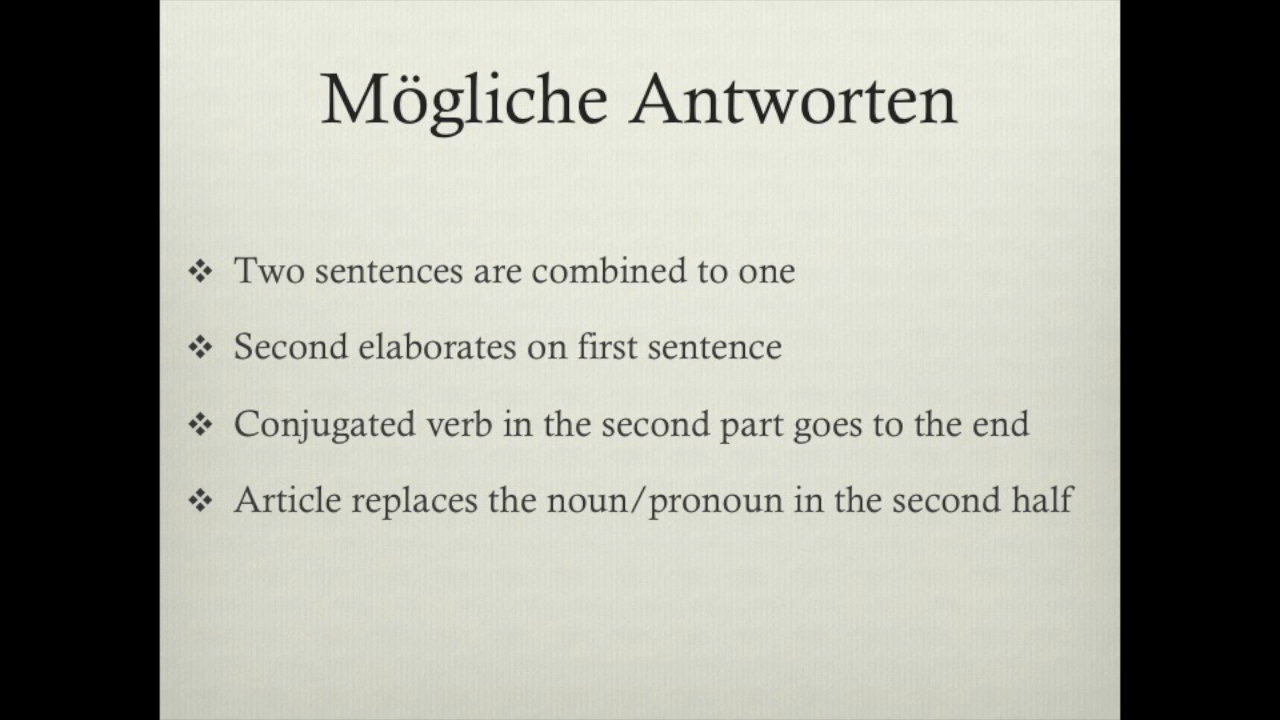 Mögliche Antworten
❖ Two sentences are combined to one
❖ Second elaborates on first sentence
❖ Conjugated verb in the second part goes to the end
❖ Article replaces the noun/pronoun in the second half